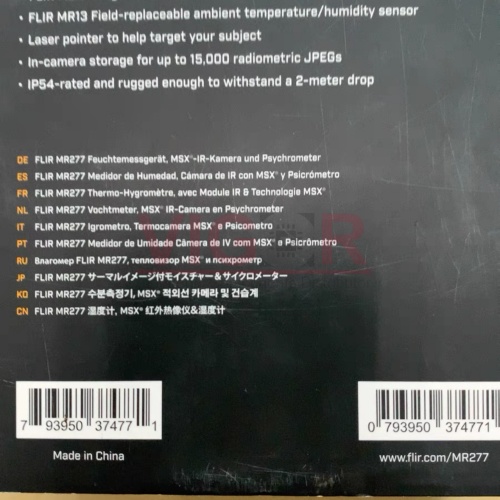 • FLIR MR13 Field-replaceable ambient temperature/humidity sensor
• Laser pointer to help target your subject
• In-camera storage for up to 15,000 radiometric JPEGs
• IP54-rated and rugged enough to withstand a 2-meter drop
DE FLIR MR277 Feuchtemessgerät, MSX®-IR-Kamera und Psychrometer
ES FLIR MR277 Medidor de Humedad, Cámara de IR con MSX® y Psicrómetro
FR FLIR MR277 Thermo-Hygromètre, avec Module IR & Technologie MSX®
NL FLIR MR277 Vochtmeter, MSX® IR-Camera en Psychrometer
IT FLIR MR277 Igrometro, Termocamera MSX® e Psicometro
PT FLIR MR277 Medidor de Umidade Câmera de IV com MSX® e Psicrômetro
RU Влагомер FLIR MR277, тепловизор MSX® и психрометр
JP FLIR MR277 サーマルイメージ付モイスチャー&サイクロメーター
KO FLIR MR277 수분측정기, MSX® 적외선 카메라 및 건습계
CN FLIR MR277 湿度计, MSX® 红外热像仪&温度计
7 93950 37477 1
0 793950 374771
Made in China
www.flir.com/MR277